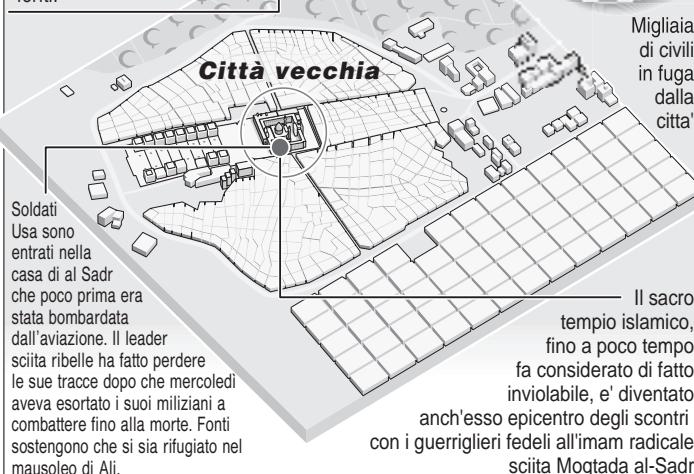 feriti.
Città vecchia
Migliaia
di civili
in fuga
dalla
citta'
Soldati
Usa sono
entrati nella
casa di al Sadr
che poco prima era
stata bombardata
dall'aviazione. Il leader
sciita ribelle ha fatto perdere
le sue tracce dopo che mercoledì
aveva esortato i suoi miliziani a
combattere fino alla morte. Fonti
sostengono che si sia rifugiato nel
mausoleo di Ali.
Il sacro
tempio islamico,
fino a poco tempo
fa considerato di fatto
inviolabile, e' diventato
anch'esso epicentro degli scontri
con i guerriglieri fedeli all'imam radicale
sciita Moqtada al-Sadr